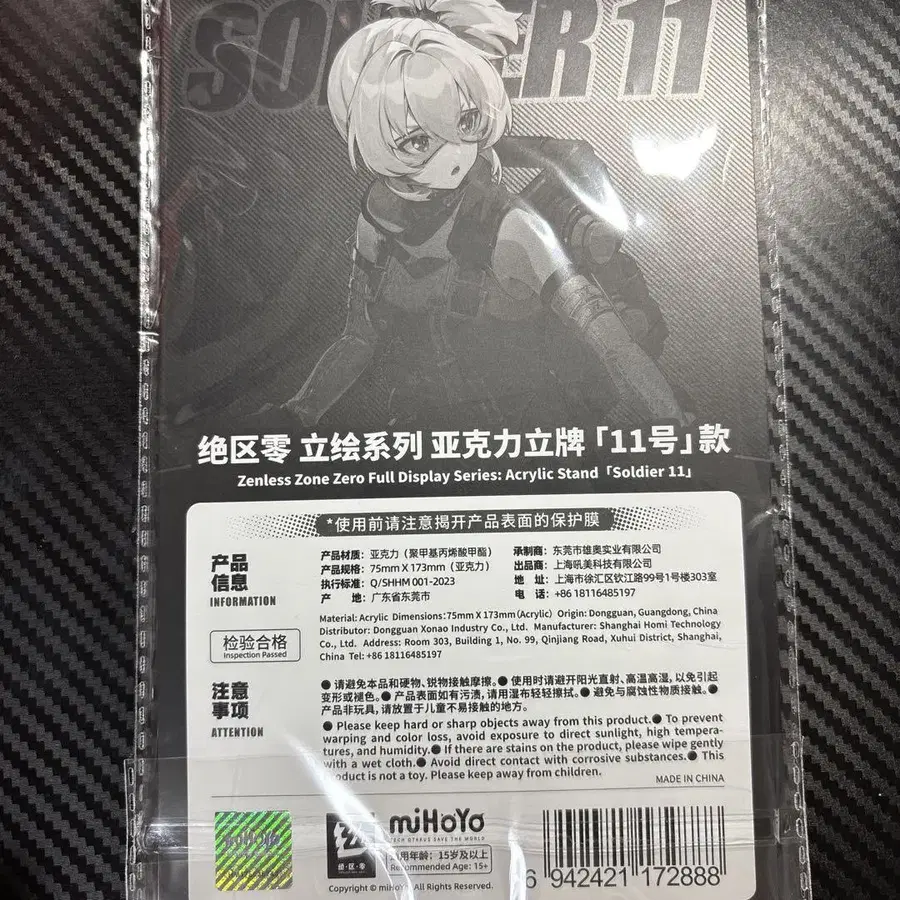 SOLDIER 11
绝区零 立绘系列 亚克力立牌「11号」款
Zenless Zone Zero Full Display Series: Acrylic Stand「Soldier 11」
*使用前请注意揭开产品表面的保护膜
产品
信息
INFORMATION
检验合格
Inspection Passed
产品材质：亚克力（聚甲基丙烯酸甲酯）
产品规格：75mm X 173mm（亚克力）
执行标准：Q/SHHM 001-2023
产 地：广东省东莞市
承制商：东莞市雄奥实业有限公司
出品商：上海吼美科技有限公司
地 址：上海市徐汇区钦江路99号1号楼303室
电 话：+86 18116485197
Material: Acrylic Dimensions:75mm X 173mm(Acrylic) Origin: Dongguan, Guangdong, China
Distributor: Dongguan Xonao Industry Co., Ltd. Manufacturer: Shanghai Homi Technology
Co., Ltd. Address: Room 303, Building 1, No. 99, Qinjiang Road, Xuhui District, Shanghai,
China Tel: +86 18116485197
注意
事项
ATTENTION
●请避免本品和硬物、锐物接触摩擦。●使用时请避开阳光直射、高温高湿，以免引起
变形或褪色。●产品表面如有污渍，请用湿布轻轻擦拭。●避免与腐蚀性物质接触。●
产品非玩具，请放置于儿童不易接触的地方。
● Please keep hard or sharp objects away from this product.● To prevent
warping and color loss, avoid exposure to direct sunlight, high tempera-
tures, and humidity.● If there are stains on the product, please wipe gently
with a wet cloth.● Avoid direct contact with corrosive substances.● This
product is not a toy. Please keep away from children.
MADE IN CHINA
miHoYo
绝·区·零
miHoYo
TECH OTAKUS SAVE THE WORLD
适用年龄：15岁及以上
Recommended Age: 15+
Copyright © miHoYo. All Rights Reserved.
6 942421 172888